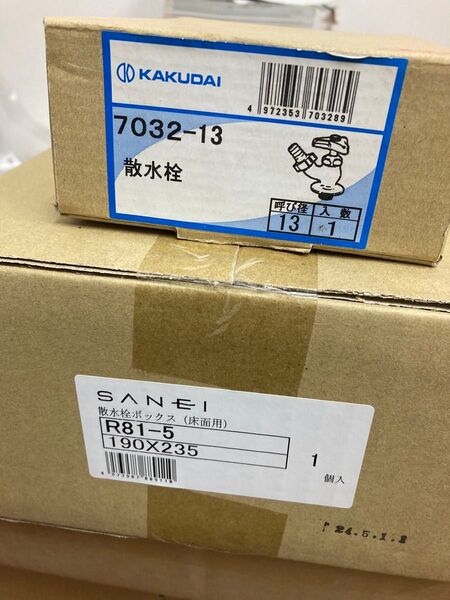 KAKUDAI
4 972353 703289
7032-13
散水栓
呼び径 入数
13 1
SANEI
散水栓ボックス (床面用)
R81-5
190X235
1
個入
24.5.1